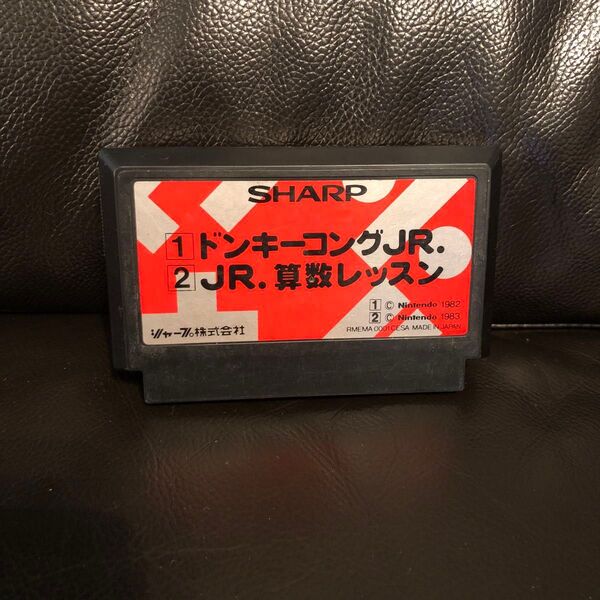 SHARP
1 ドンキーコングJR.
2 JR. 算数レッスン
1 © Nintendo 1982
2 © Nintendo 1983
シャープ株式会社
RMEMA 0001CESA MADE IN JAPAN